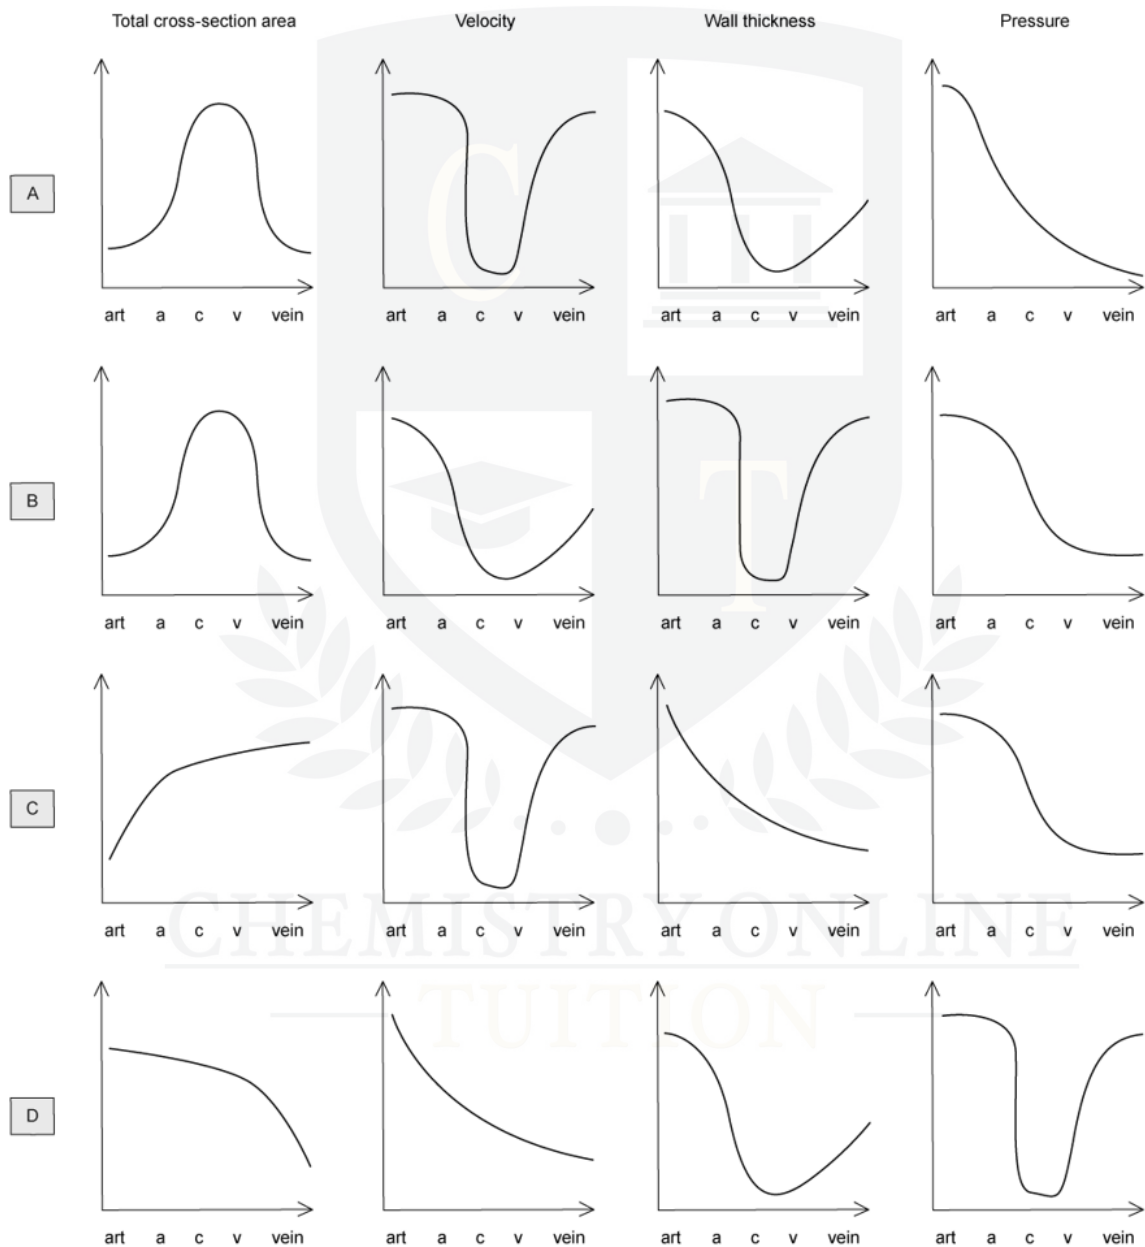 Total cross-section area Velocity Wall thickness Pressure
A
art a c v vein art a c v vein art a c v vein art a c v vein
B
art a c v vein art a c v vein art a c v vein art a c v vein
C
art a c v vein art a c v vein art a c v vein art a c v vein
D
art a c v vein art a c v vein art a c v vein art a c v vein
C
T
CHEMISTRY ONLINE
TUITION